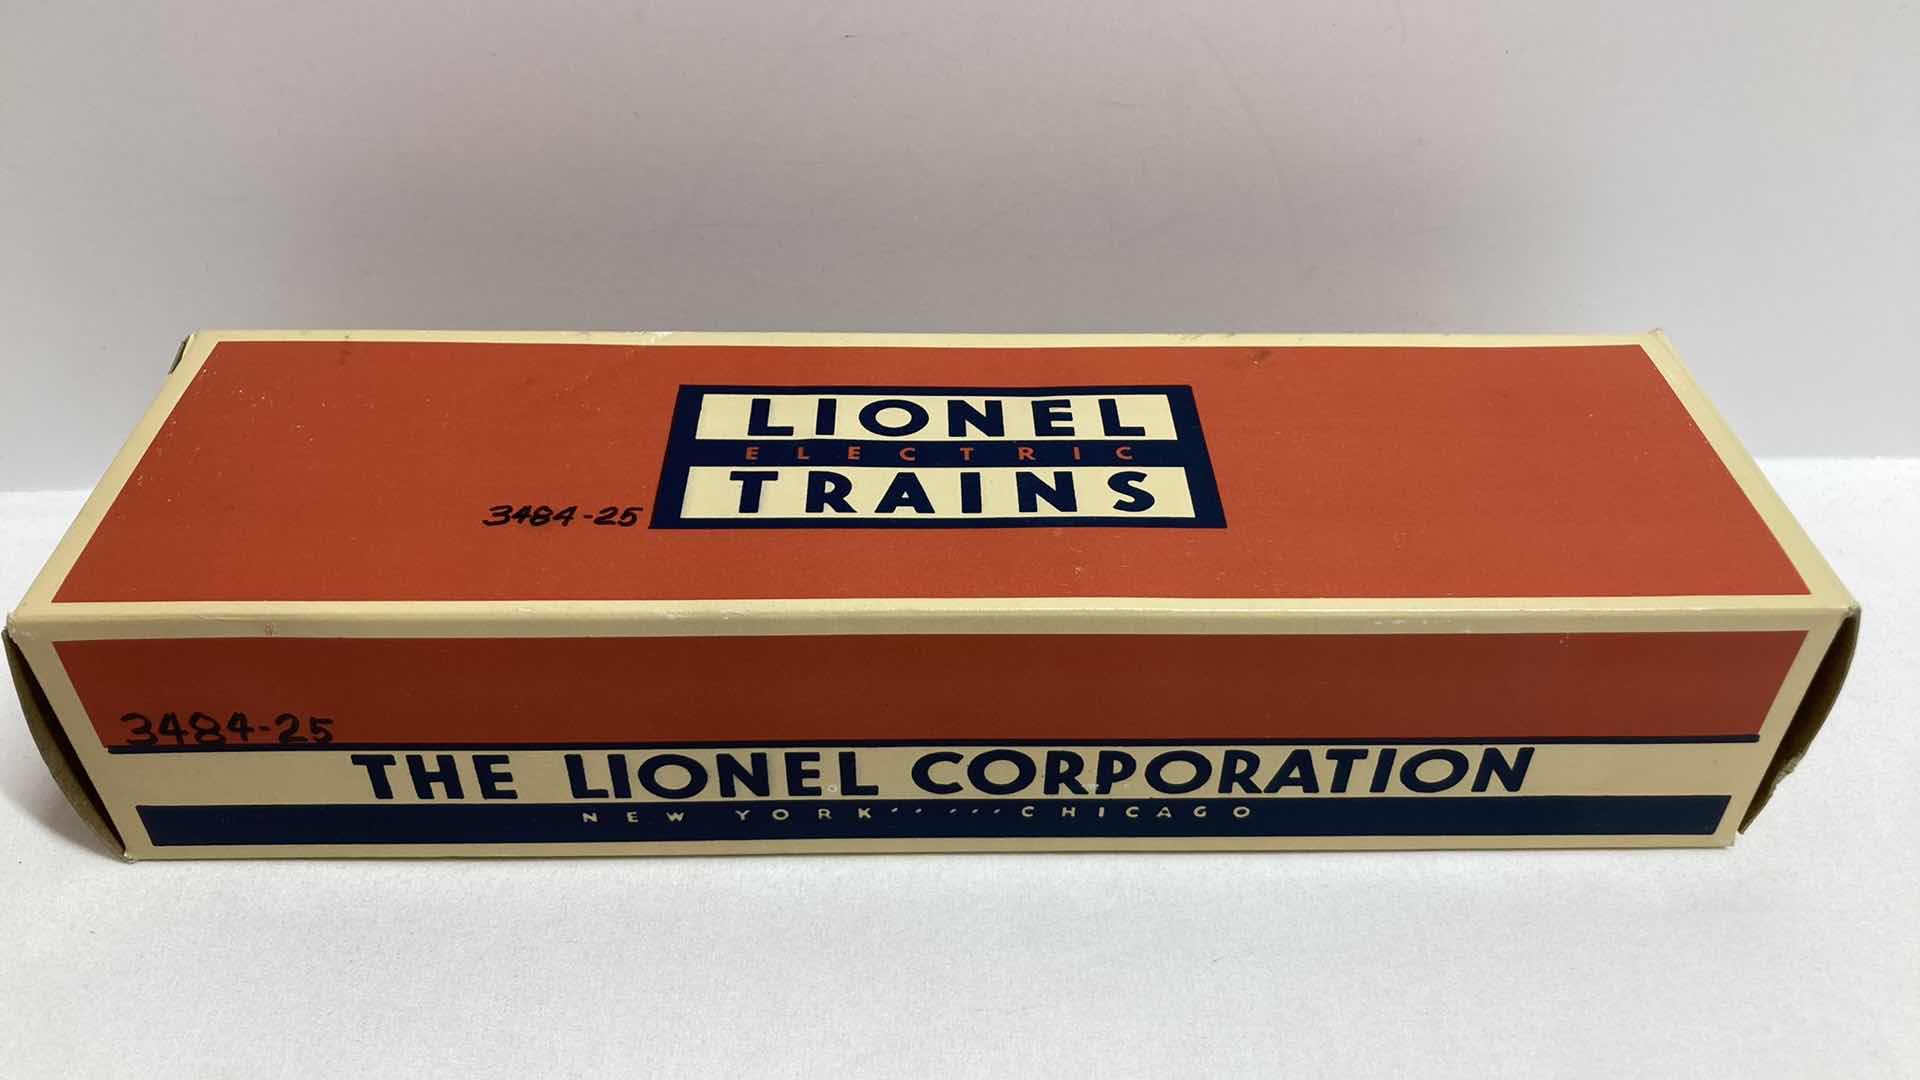 LIONEL
ELECTRIC
TRAINS
3484-25
3484-25
THE LIONEL CORPORATION
NEW YORK······CHICAGO